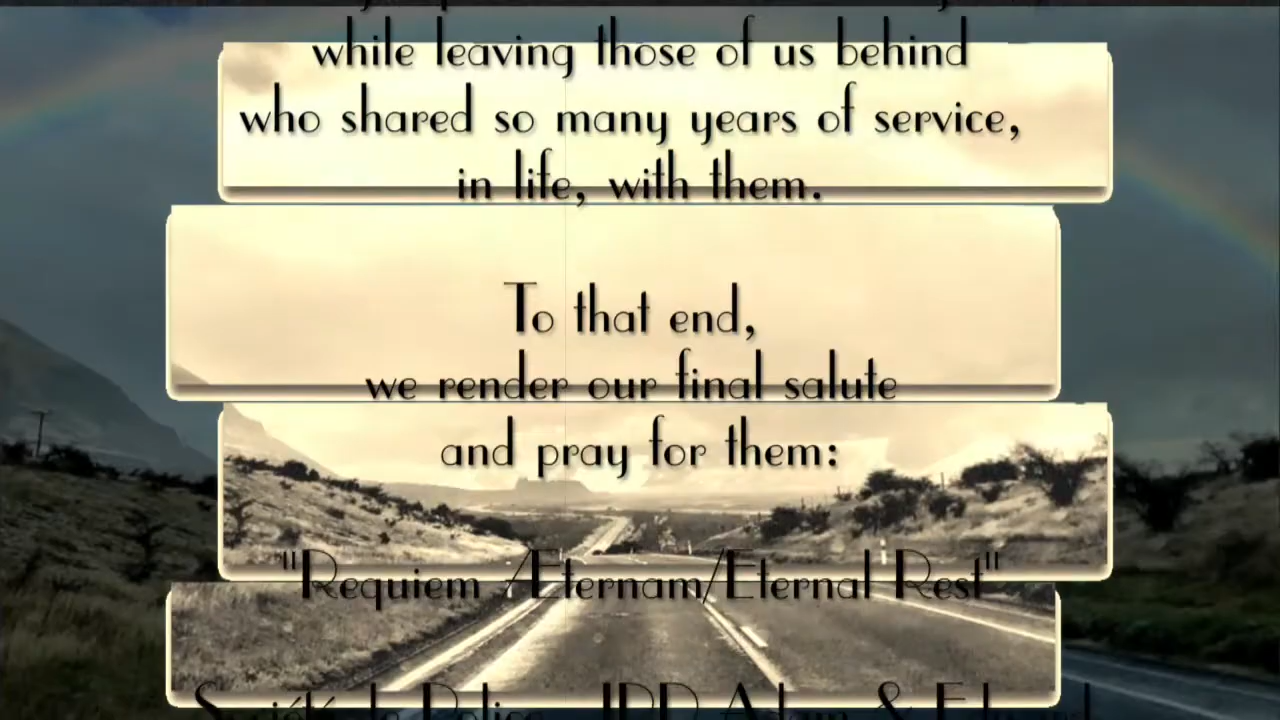 while leaving those of us behind
who shared so many years of service,
in life, with them.
To that end,
we render our final salute
and pray for them:
"Requiem Æternam/Eternal Rest"